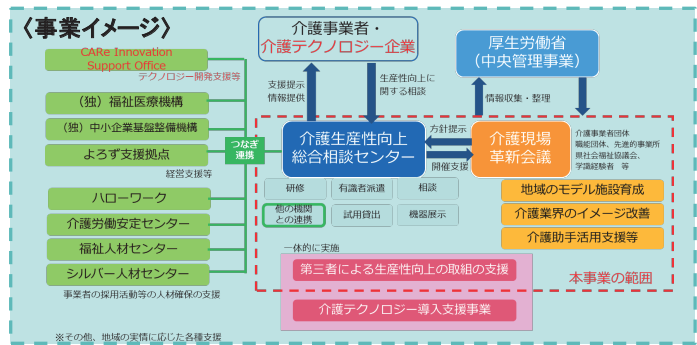 〈事業イメージ〉
CARe Innovation
Support Office
テクノロジー開発支援等
（独）福祉医療機構
（独）中小企業基盤整備機構
よろず支援拠点
経営支援等
ハローワーク
介護労働安定センター
福祉人材センター
シルバー人材センター
事業者の採用活動等の人材確保の支援
※その他、地域の実情に応じた各種支援
つなぎ
連携
介護事業者・
介護テクノロジー企業
支援提示
情報提供
生産性向上に
関する相談
厚生労働省
（中央管理事業）
情報収集・整理
介護生産性向上
総合相談センター
方針提示
開催支援
介護現場
革新会議
介護事業者団体
職能団体、先進的事業所
県社会福祉協議会、
学識経験者　等
研修
有識者派遣
相談
他の機関
との連携
試用貸出
機器展示
地域のモデル施設育成
介護業界のイメージ改善
介護助手活用支援等
一体的に実施
第三者による生産性向上の取組の支援
介護テクノロジー導入支援事業
本事業の範囲